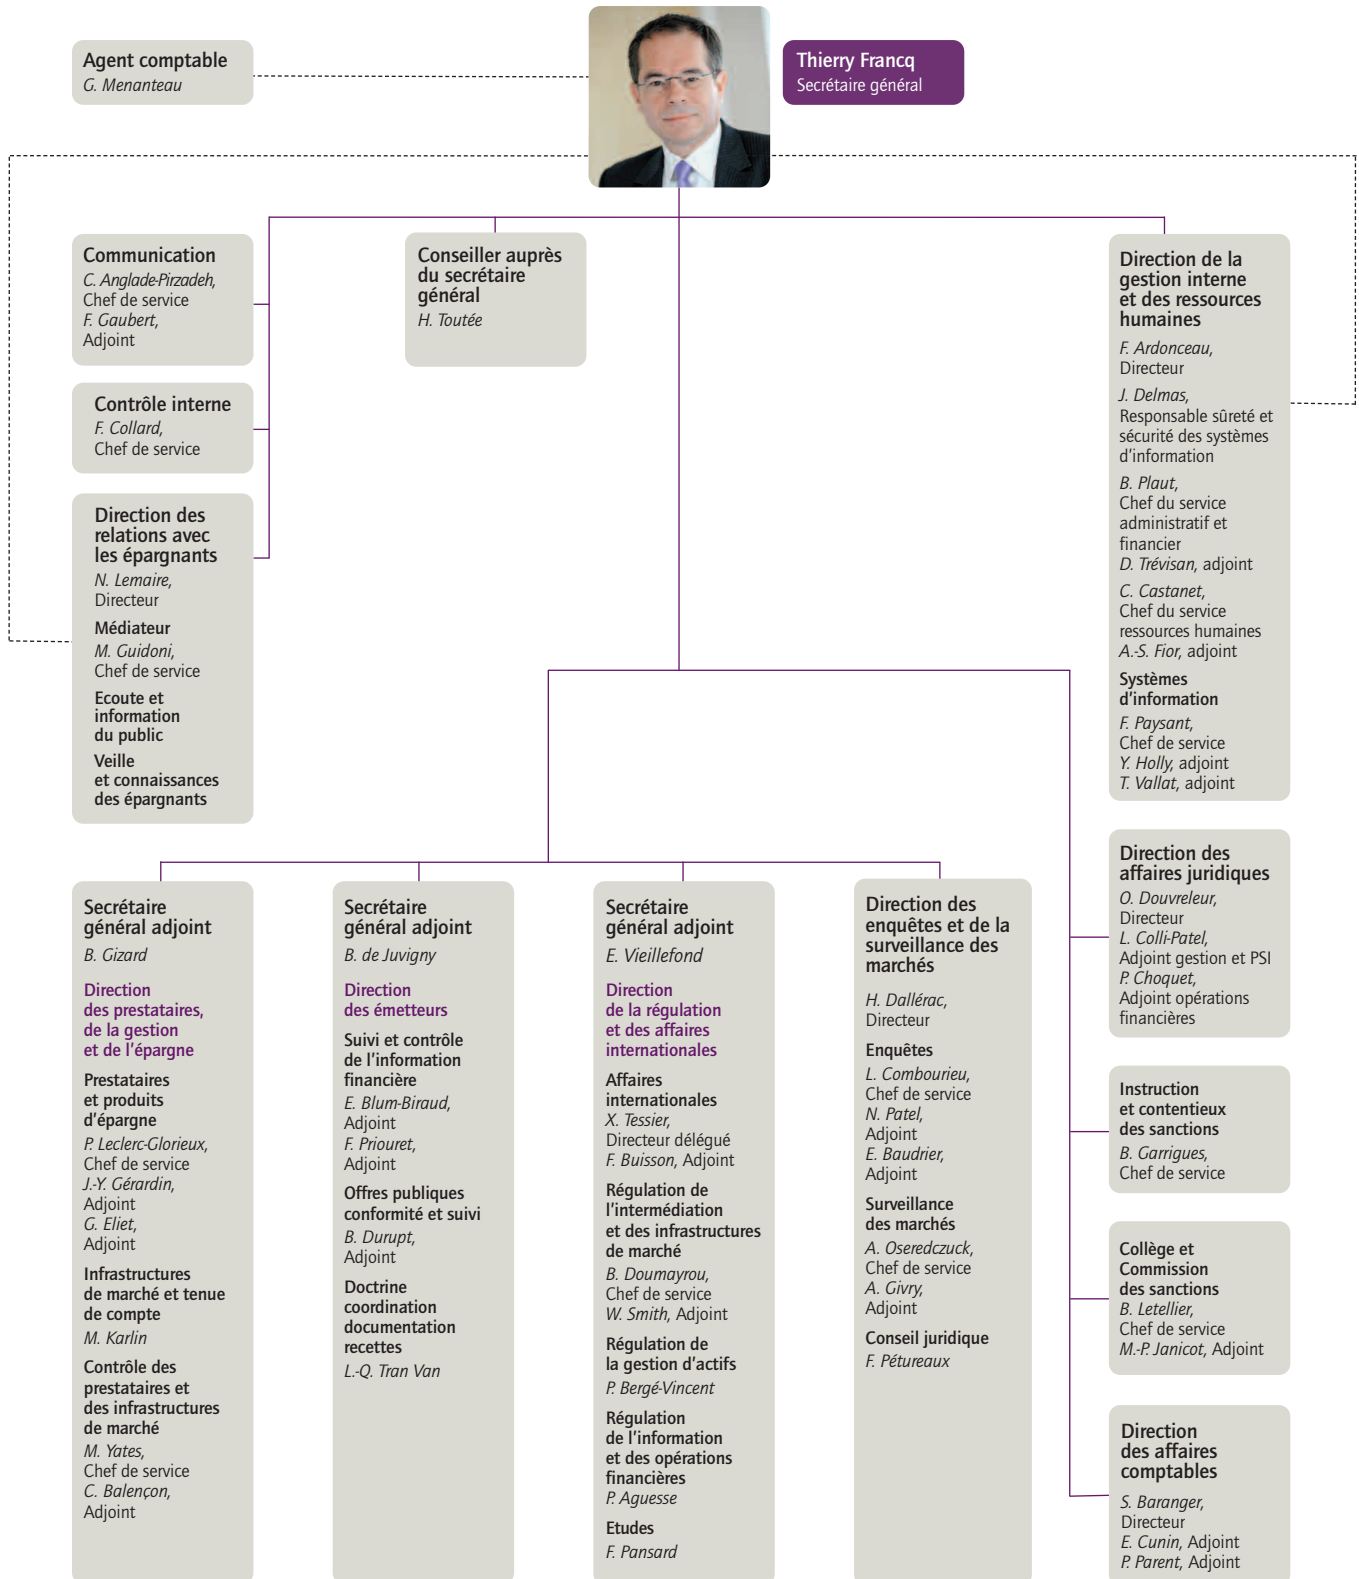 Agent comptable
G. Menanteau
Thierry Francq
Secrétaire général
Communication
C. Anglade-Pirzadeh,
Chef de service
F. Gaubert,
Adjoint
Conseiller auprès
du secrétaire
général
H. Toutée
Direction de la
gestion interne
et des ressources
humaines
F. Ardonceau,
Directeur
J. Delmas,
Responsable sûreté et
sécurité des systèmes
d'information
B. Plaut,
Chef du service
administratif et
financier
D. Trévisan, adjoint
C. Castanet,
Chef du service
ressources humaines
A.-S. Fior, adjoint
Systèmes
d'information
F. Paysant,
Chef de service
Y. Holly, adjoint
T. Vallat, adjoint
Contrôle interne
F. Collard,
Chef de service
Direction des
relations avec
les épargnants
N. Lemaire,
Directeur
Médiateur
M. Guidoni,
Chef de service
Ecoute et
information
du public
Veille
et connaissances
des épargnants
Secrétaire
général adjoint
B. Gizard
Direction
des prestataires,
de la gestion
et de l'épargne
Prestataires
et produits
d'épargne
P. Leclerc-Glorieux,
Chef de service
J.-Y. Gérardin,
Adjoint
G. Eliet,
Adjoint
Infrastructures
de marché et tenue
de compte
M. Karlin
Contrôle des
prestataires et
des infrastructures
de marché
M. Yates,
Chef de service
C. Balençon,
Adjoint
Secrétaire
général adjoint
B. de Juvigny
Direction
des émetteurs
Suivi et contrôle
de l'information
financière
E. Blum-Biraud,
Adjoint
F. Priouret,
Adjoint
Offres publiques
conformité et suivi
B. Durupt,
Adjoint
Doctrine
coordination
documentation
recettes
L.-Q. Tran Van
Secrétaire
général adjoint
E. Vieillefond
Direction
de la régulation
et des affaires
internationales
Affaires
internationales
X. Tessier,
Directeur délégué
F. Buisson, Adjoint
Régulation de
l'intermédiation
et des infrastructures
de marché
B. Doumayrou,
Chef de service
W. Smith, Adjoint
Régulation de
la gestion d'actifs
P. Bergé-Vincent
Régulation
de l'information
et des opérations
financières
P. Aguesse
Etudes
F. Pansard
Direction des
enquêtes et de la
surveillance des
marchés
H. Dallérac,
Directeur
Enquêtes
L. Combourieu,
Chef de service
N. Patel,
Adjoint
E. Baudrier,
Adjoint
Surveillance
des marchés
A. Oseredczuck,
Chef de service
A. Givry,
Adjoint
Conseil juridique
F. Pétureaux
Direction des
affaires juridiques
O. Douvreleur,
Directeur
L. Colli-Patel,
Adjoint gestion et PSI
P. Choquet,
Adjoint opérations
financières
Instruction
et contentieux
des sanctions
B. Garrigues,
Chef de service
Collège et
Commission
des sanctions
B. Letellier,
Chef de service
M.-P. Janicot, Adjoint
Direction
des affaires
comptables
S. Baranger,
Directeur
E. Cunin, Adjoint
P. Parent, Adjoint